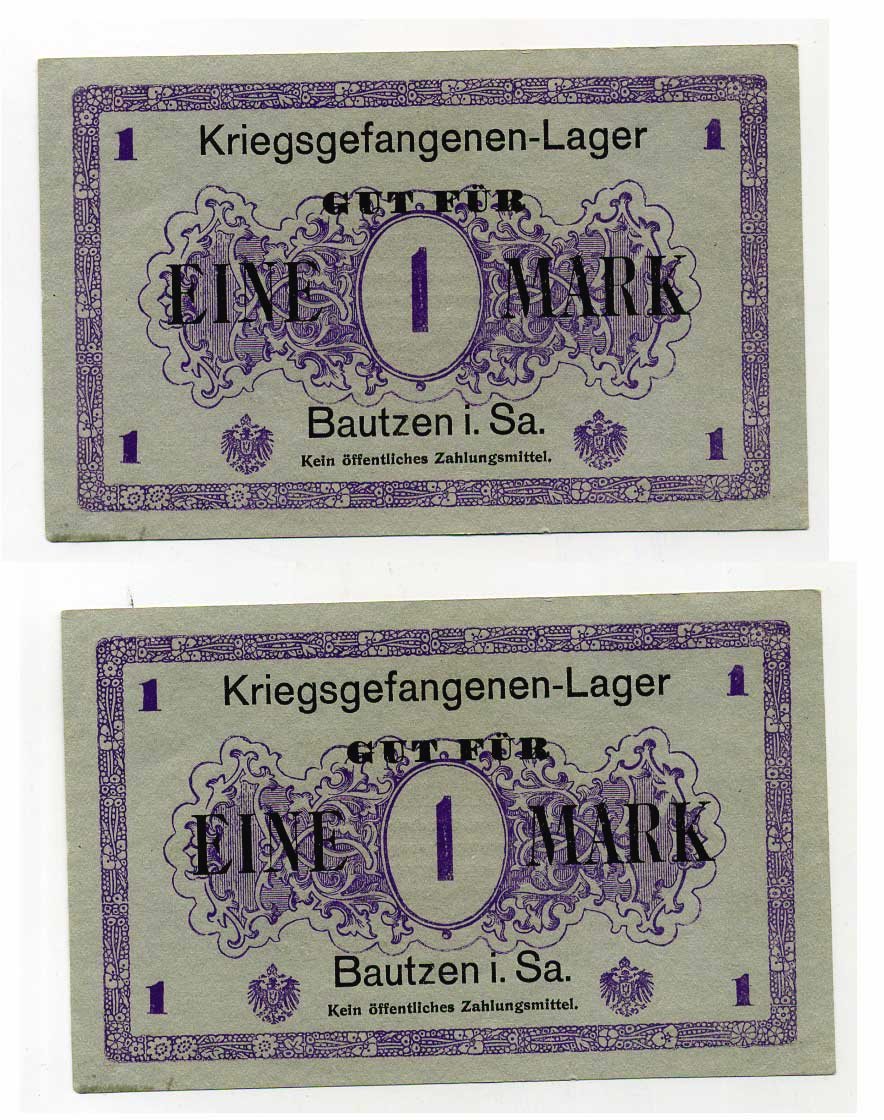 1 Kriegsgefangenen-Lager 1
GUT FÜR
EINE 1 MARK
Bautzen i. Sa.
1 1
Kein öffentliches Zahlungsmittel.
1 Kriegsgefangenen-Lager 1
GUT FÜR
EINE 1 MARK
Bautzen i. Sa.
1 1
Kein öffentliches Zahlungsmittel.